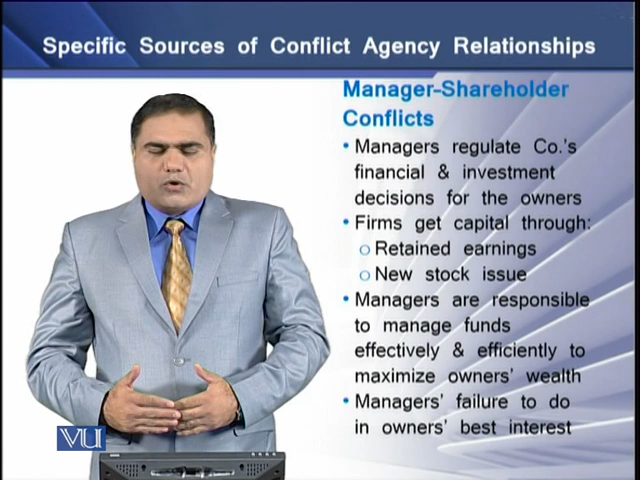 Specific Sources of Conflict Agency Relationships
Manager-Shareholder
Conflicts
• Managers regulate Co.'s
financial & investment
decisions for the owners
• Firms get capital through:
o Retained earnings
o New stock issue
• Managers are responsible
to manage funds
effectively & efficiently to
maximize owners' wealth
• Managers' failure to do
in owners' best interest
VU